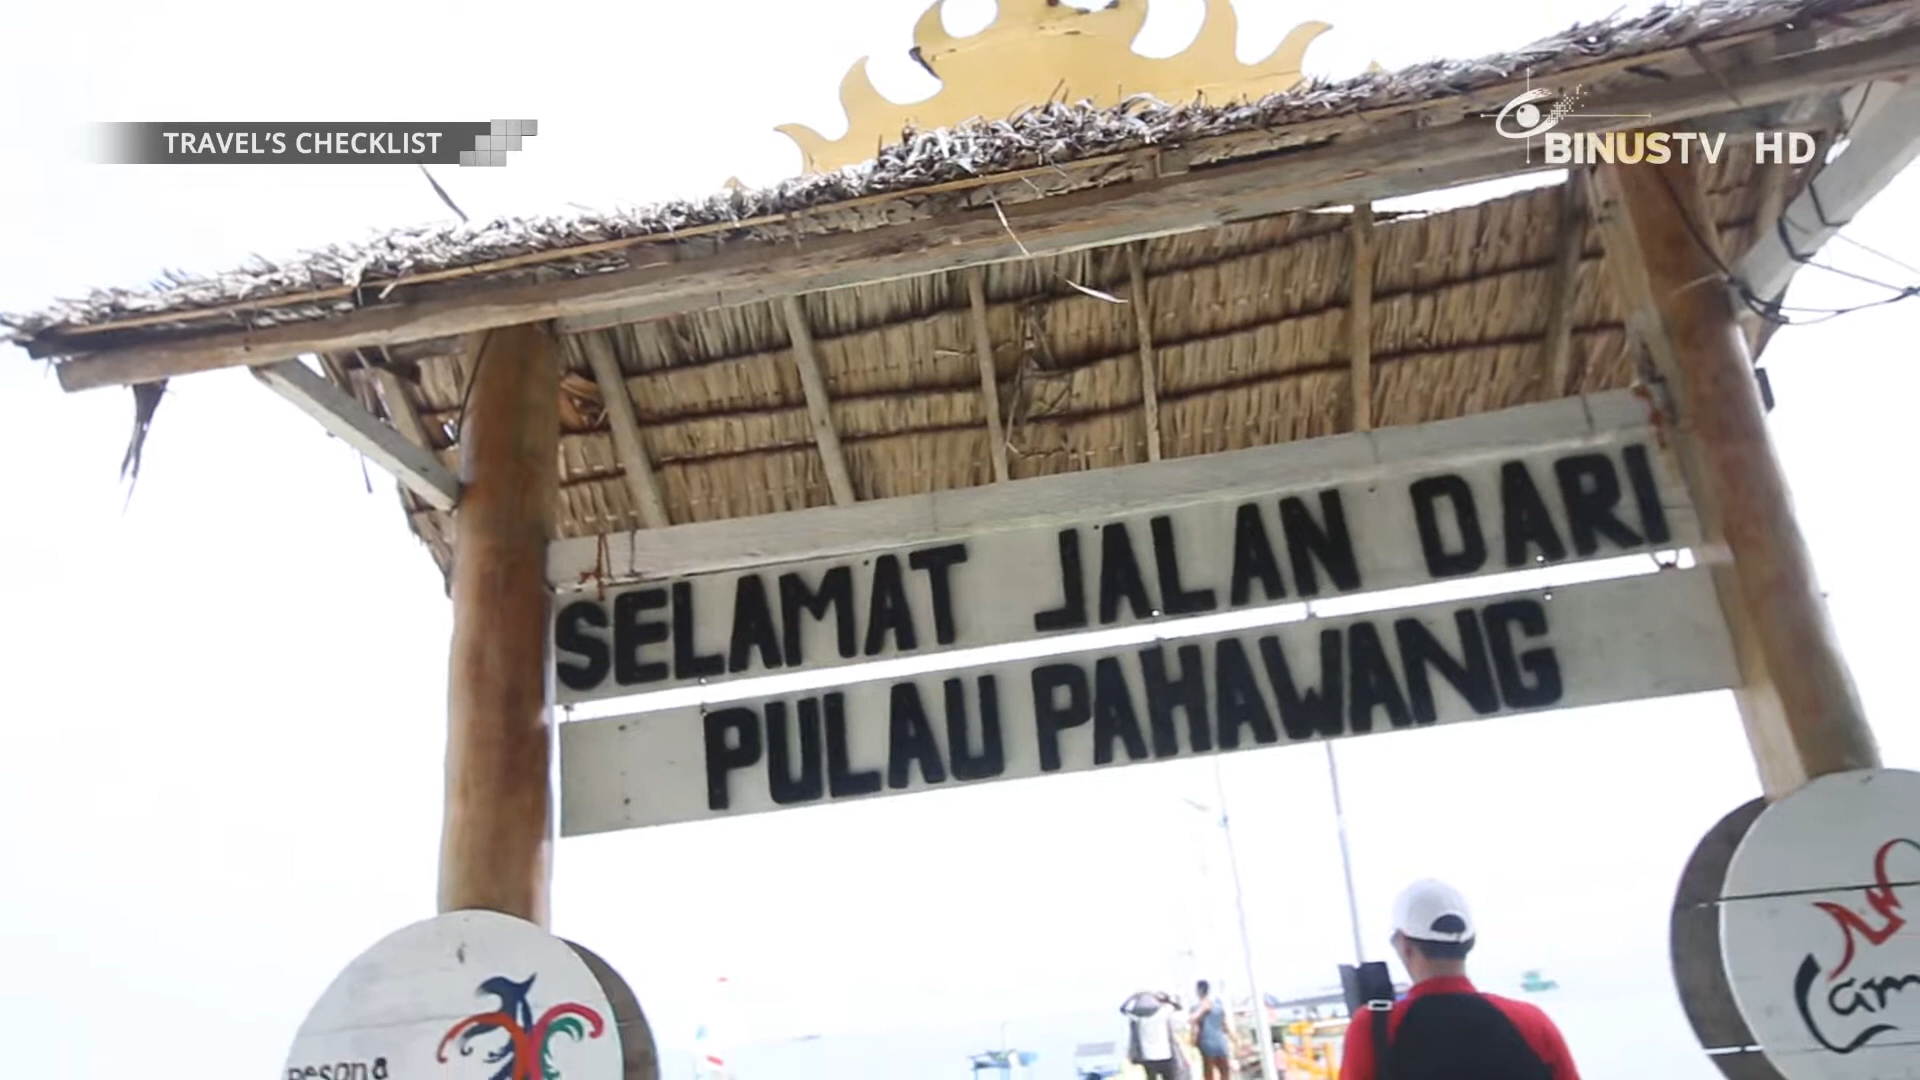 TRAVEL'S CHECKLIST
BINUSTV HD
SELAMAT JALAN DARI
PULAU PAHAWANG